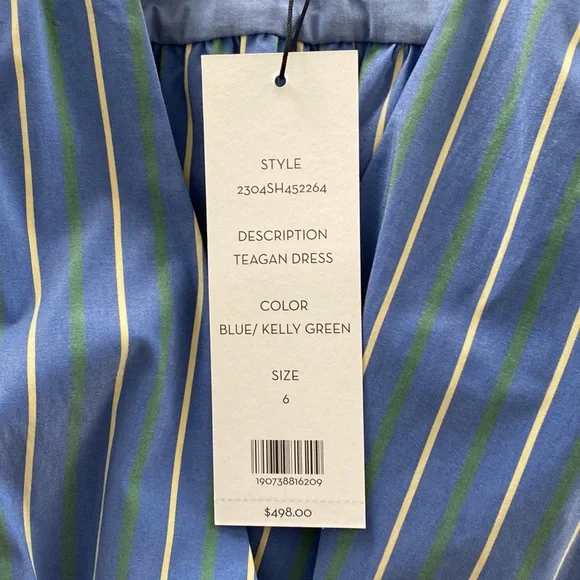 STYLE
2304SH452264
DESCRIPTION
TEAGAN DRESS
COLOR
BLUE/ KELLY GREEN
SIZE
6
190738816209
$498.00